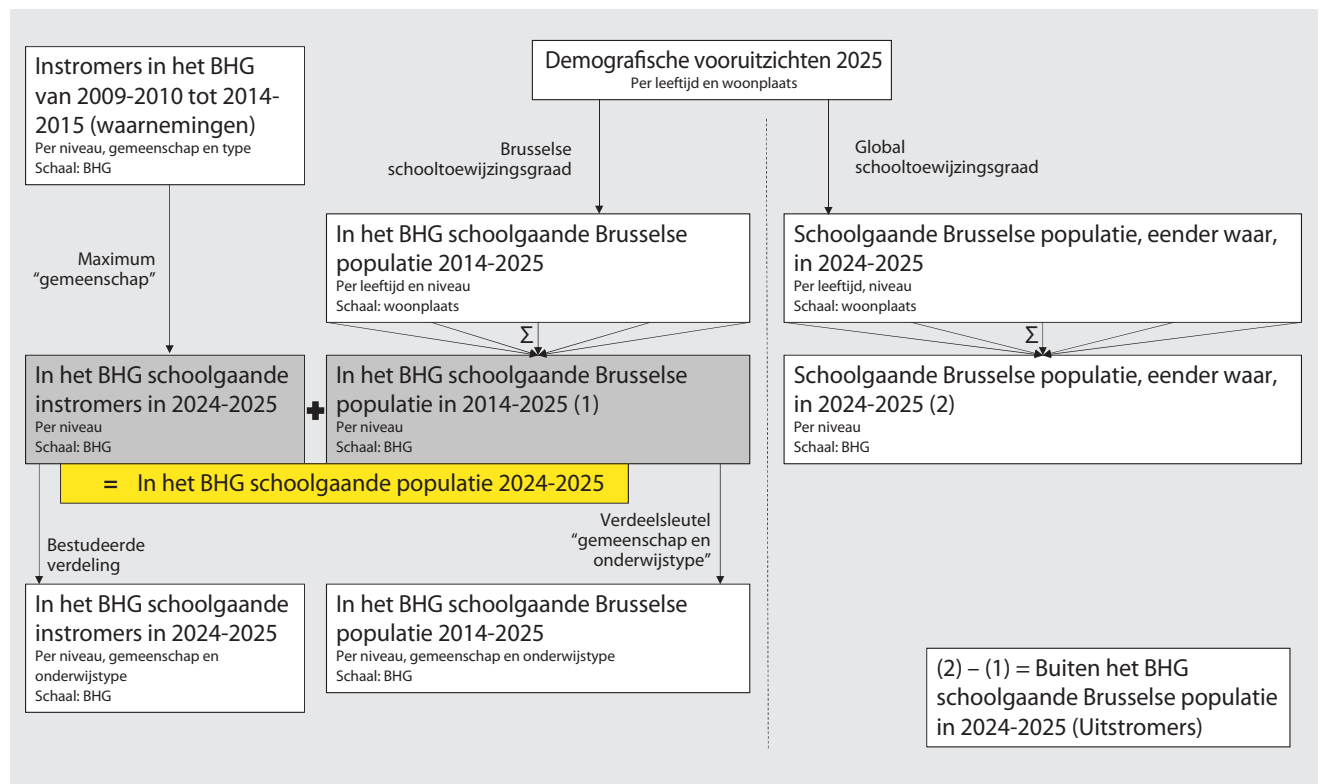 Instromers in het BHG
van 2009-2010 tot 2014-
2015 (waarnemingen)
Per niveau, gemeenschap en type
Schaal: BHG
Demografische vooruitzichten 2025
Per leeftijd en woonplaats
Brusselse
schooltoewijzingsgraad
Global
schooltoewijzingsgraad
Maximum
“gemeenschap”
In het BHG schoolgaande Brusselse
populatie 2014-2025
Per leeftijd en niveau
Schaal: woonplaats
Σ
Schoolgaande Brusselse populatie, eender waar,
in 2024-2025
Per leeftijd, niveau
Schaal: woonplaats
Σ
In het BHG schoolgaande
instromers in 2024-2025
Per niveau
Schaal: BHG
+
In het BHG schoolgaande Brusselse
populatie in 2014-2025 (1)
Per niveau
Schaal: BHG
Schoolgaande Brusselse populatie, eender waar,
in 2024-2025 (2)
Per niveau
Schaal: BHG
= In het BHG schoolgaande populatie 2024-2025
Bestudeerde
verdeling
Verdeelsleutel
“gemeenschap en
onderwijstype”
In het BHG schoolgaande
instromers in 2024-2025
Per niveau, gemeenschap en
onderwijstype
Schaal: BHG
In het BHG schoolgaande Brusselse
populatie 2014-2025
Per niveau, gemeenschap en onderwijstype
Schaal: BHG
(2) – (1) = Buiten het BHG
schoolgaande Brusselse populatie
in 2024-2025 (Uitstromers)